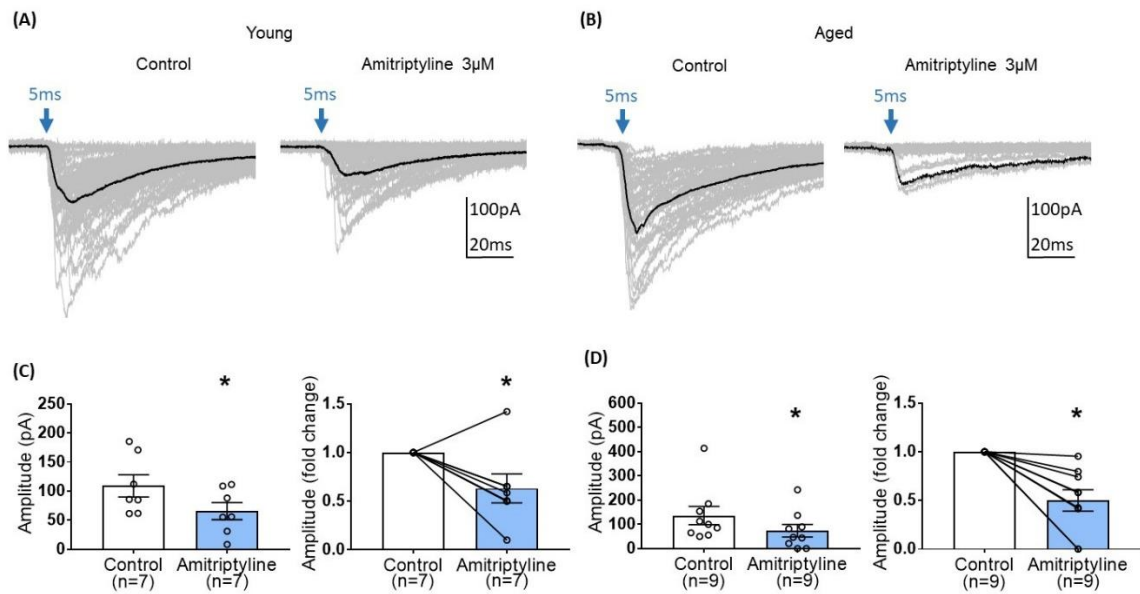 (A)
Young
Control
Amitriptyline 3µM
5ms
5ms
100pA
20ms
(B)
Aged
Control
Amitriptyline 3µM
5ms
5ms
100pA
20ms
(C)
Amplitude (pA)
250
200
150
100
50
0
*
Control
(n=7)
Amitriptyline
(n=7)
Amplitude (fold change)
1.5
1.0
0.5
0.0
*
Control
(n=7)
Amitriptyline
(n=7)
(D)
Amplitude (pA)
600
500
400
300
200
100
0
*
Control
(n=9)
Amitriptyline
(n=9)
Amplitude (fold change)
1.5
1.0
0.5
0.0
*
Control
(n=9)
Amitriptyline
(n=9)